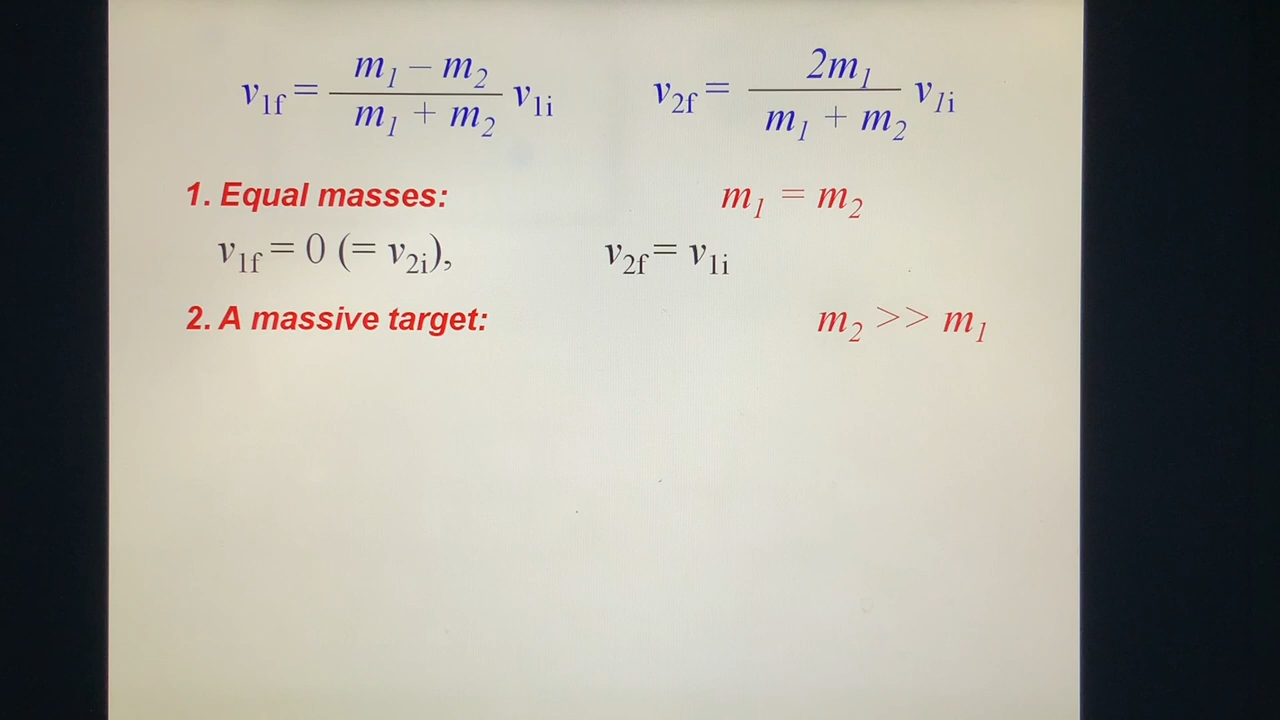 v1f = (m1 − m2)/(m1 + m2) v1i    v2f = 2m1/(m1 + m2) v1i
1. Equal masses:    m1 = m2
v1f = 0 (= v2i),    v2f = v1i
2. A massive target:    m2 >> m1